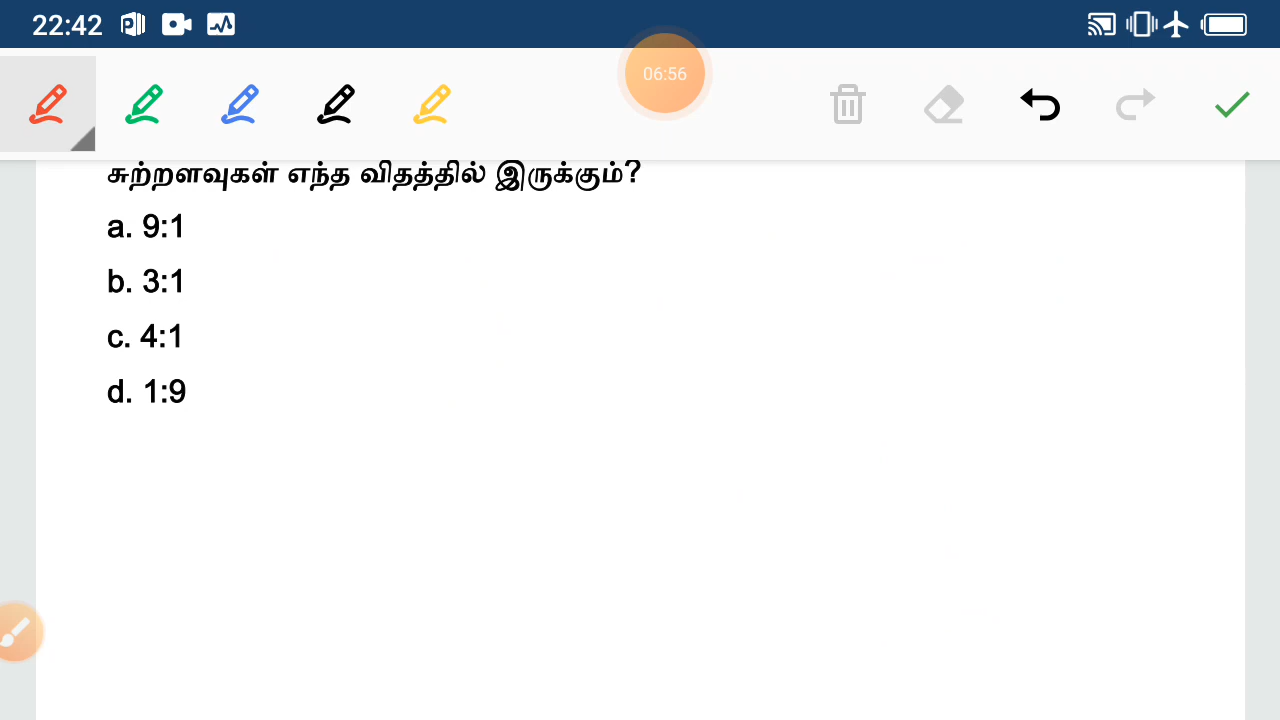 22:42
06:56
சுற்றளவுகள் எந்த விதத்தில் இருக்கும்?
a. 9:1
b. 3:1
c. 4:1
d. 1:9